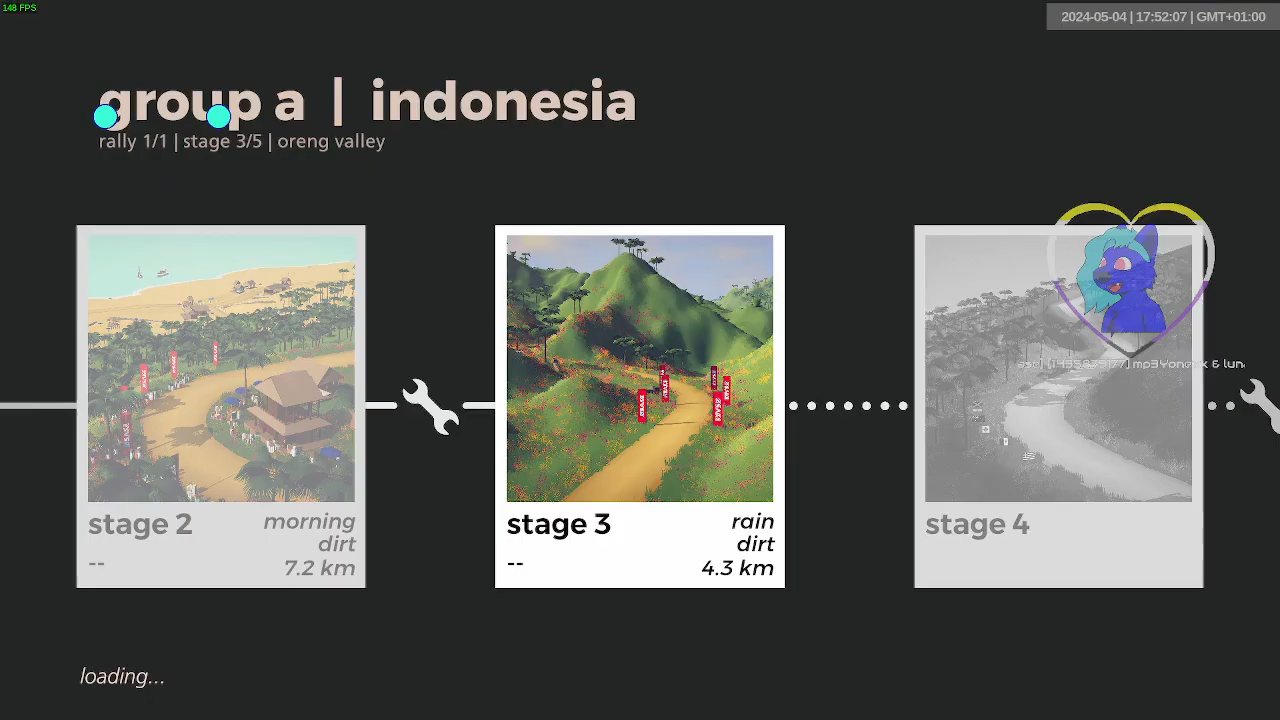 148 FPS
2024-05-04 | 17:52:07 | GMT+01:00
group a | indonesia
rally 1/1 | stage 3/5 | oreng valley
stage 2
morning
dirt
--
7.2 km
stage 3
rain
dirt
--
4.3 km
stage 4
loading...